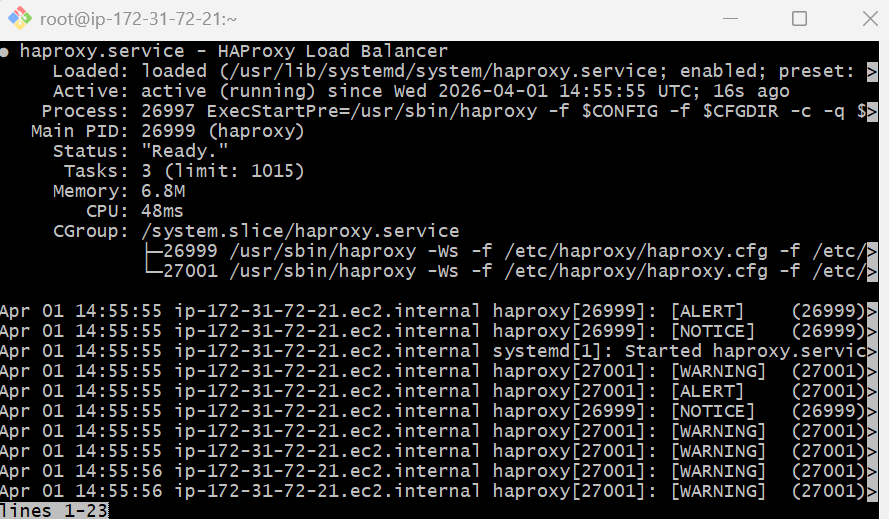 root@ip-172-31-72-21:~
● haproxy.service - HAProxy Load Balancer
     Loaded: loaded (/usr/lib/systemd/system/haproxy.service; enabled; preset: >
     Active: active (running) since Wed 2026-04-01 14:55:55 UTC; 16s ago
    Process: 26997 ExecStartPre=/usr/sbin/haproxy -f $CONFIG -f $CFGDIR -c -q $>
   Main PID: 26999 (haproxy)
     Status: "Ready."
      Tasks: 3 (limit: 1015)
     Memory: 6.8M
        CPU: 48ms
     CGroup: /system.slice/haproxy.service
             ├─26999 /usr/sbin/haproxy -Ws -f /etc/haproxy/haproxy.cfg -f /etc/>
             └─27001 /usr/sbin/haproxy -Ws -f /etc/haproxy/haproxy.cfg -f /etc/>
Apr 01 14:55:55 ip-172-31-72-21.ec2.internal haproxy[26999]: [ALERT]    (26999)>
Apr 01 14:55:55 ip-172-31-72-21.ec2.internal haproxy[26999]: [NOTICE]   (26999)>
Apr 01 14:55:55 ip-172-31-72-21.ec2.internal systemd[1]: Started haproxy.servic>
Apr 01 14:55:55 ip-172-31-72-21.ec2.internal haproxy[27001]: [WARNING]  (27001)>
Apr 01 14:55:55 ip-172-31-72-21.ec2.internal haproxy[27001]: [ALERT]    (27001)>
Apr 01 14:55:55 ip-172-31-72-21.ec2.internal haproxy[26999]: [NOTICE]   (26999)>
Apr 01 14:55:55 ip-172-31-72-21.ec2.internal haproxy[27001]: [WARNING]  (27001)>
Apr 01 14:55:55 ip-172-31-72-21.ec2.internal haproxy[27001]: [WARNING]  (27001)>
Apr 01 14:55:56 ip-172-31-72-21.ec2.internal haproxy[27001]: [WARNING]  (27001)>
Apr 01 14:55:56 ip-172-31-72-21.ec2.internal haproxy[27001]: [WARNING]  (27001)>
lines 1-23